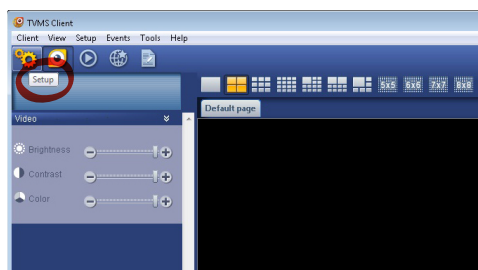 TVMS Client
Client View Setup Events Tools Help
Setup
5x5 6x6 7x7 8x8
Default page
Video
Brightness
Contrast
Color